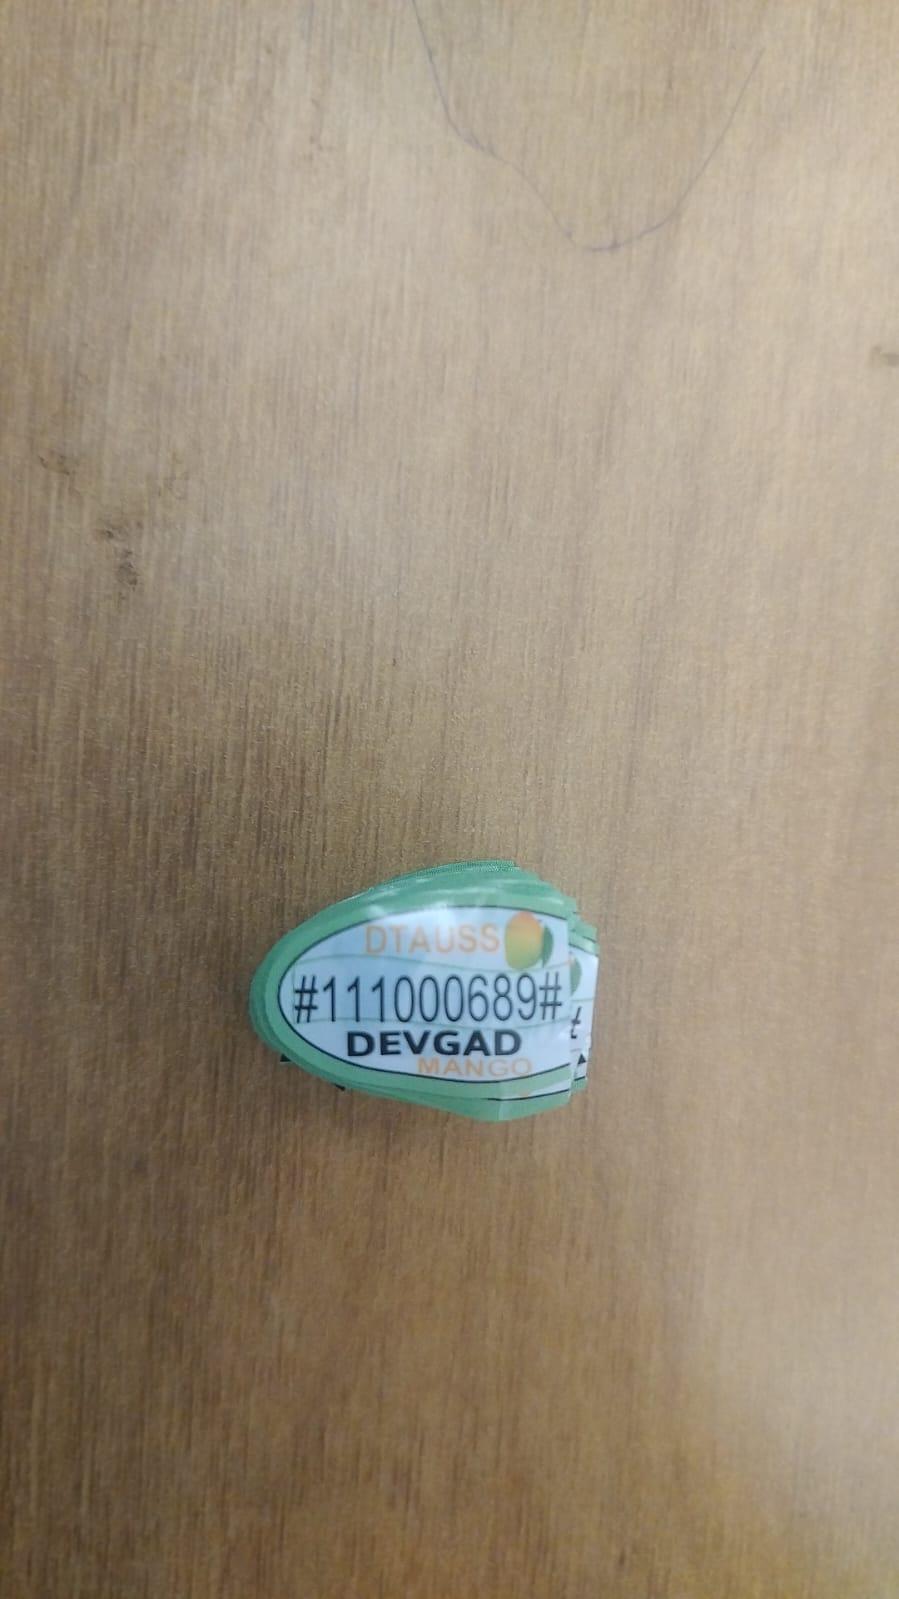 DTAUSS
#111000689#
DEVGAD
MANGO
t